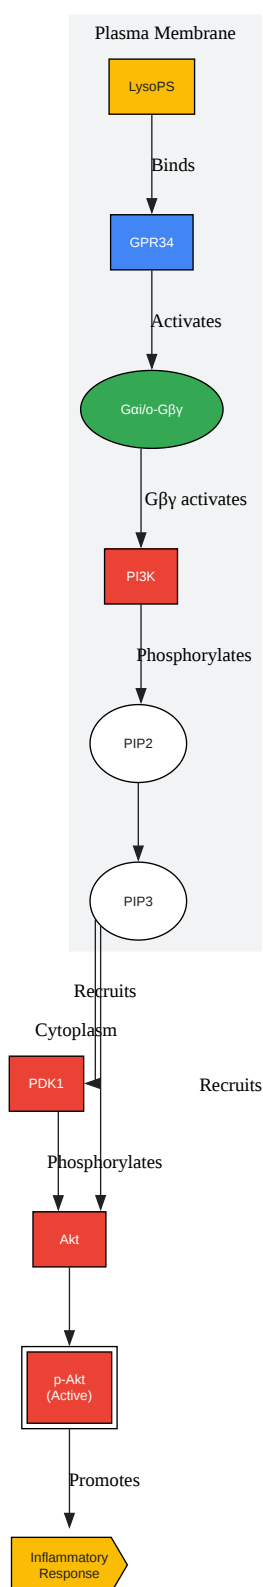 Plasma Membrane
LysoPS
Binds
GPR34
Activates
Gαi/o-Gβγ
Gβγ activates
PI3K
Phosphorylates
PIP2
PIP3
Recruits
Cytoplasm
PDK1
Recruits
Phosphorylates
Akt
p-Akt
(Active)
Promotes
Inflammatory
Response